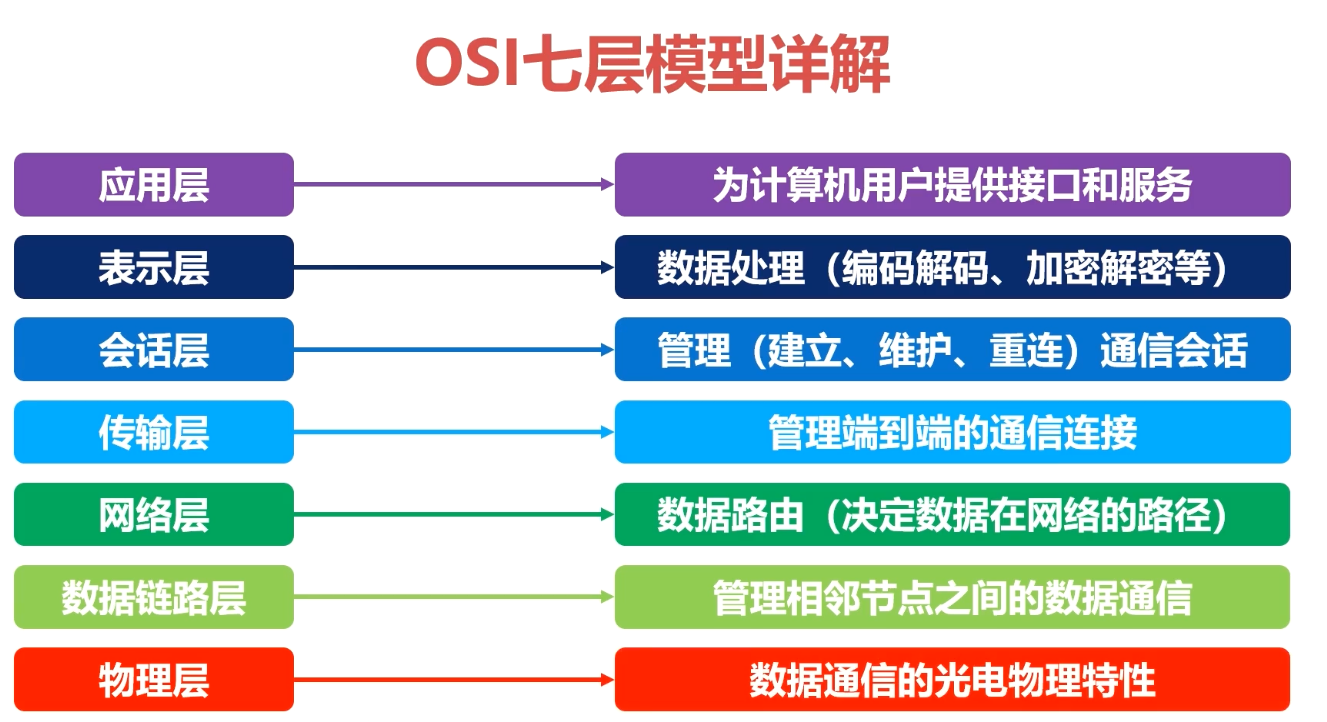 OSI七层模型详解
应用层
为计算机用户提供接口和服务
表示层
数据处理（编码解码、加密解密等）
会话层
管理（建立、维护、重连）通信会话
传输层
管理端到端的通信连接
网络层
数据路由（决定数据在网络的路径）
数据链路层
管理相邻节点之间的数据通信
物理层
数据通信的光电物理特性